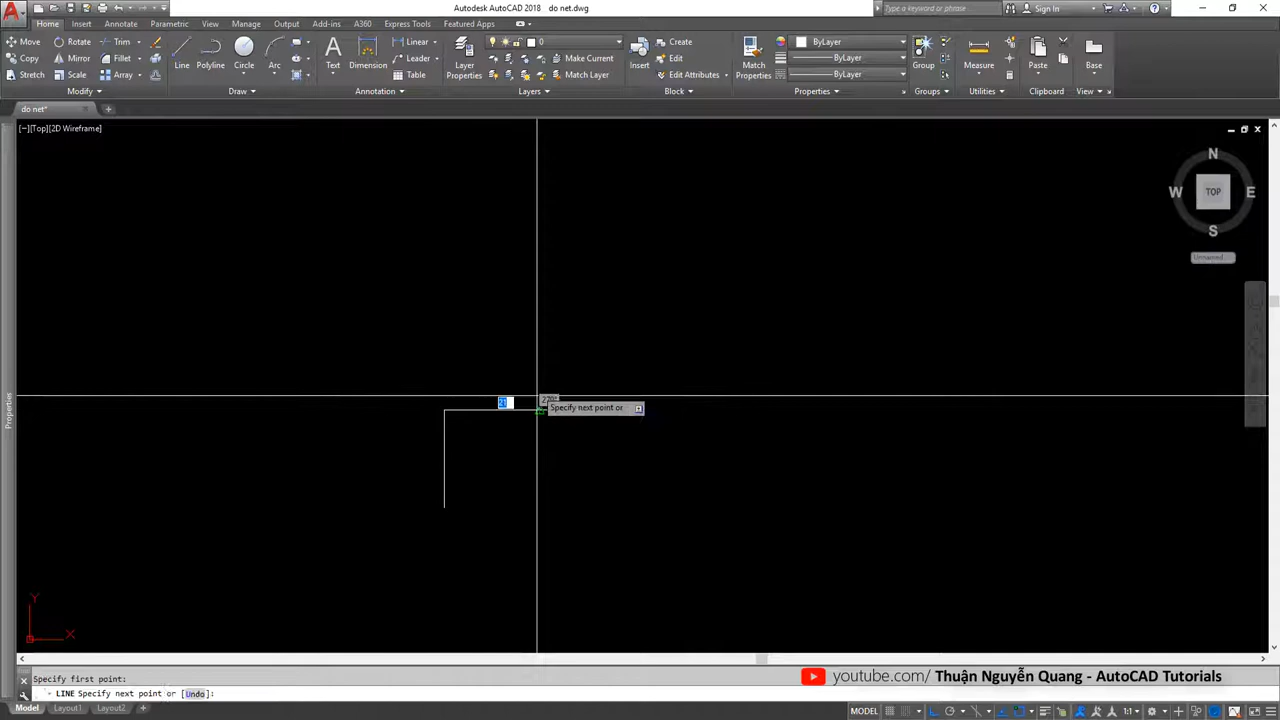 Autodesk AutoCAD 2018 do net.dwg
Type a keyword or phrase
Sign In
Home Insert Annotate Parametric View Manage Output Add-ins A360 Express Tools Featured Apps
Move Rotate Trim
Copy Mirror Fillet
Stretch Scale Array
Modify
Line Polyline Circle Arc
Draw
Text Dimension
Linear
Leader
Table
Annotation
Layer
Properties
0
Make Current
Match Layer
Layers
Insert
Create
Edit
Edit Attributes
Block
Match
Properties
ByLayer
ByLayer
ByLayer
Properties
Group
Groups
Measure
Utilities
Paste
Clipboard
Base
View
do net*
[−][Top][2D Wireframe]
N
W TOP E
S
Unnamed
Properties
Specify next point or
Y
X
Specify first point:
LINE Specify next point or [Undo]:
youtube.com/ Thuận Nguyễn Quang - AutoCAD Tutorials
Model Layout1 Layout2 +
MODEL
1:1